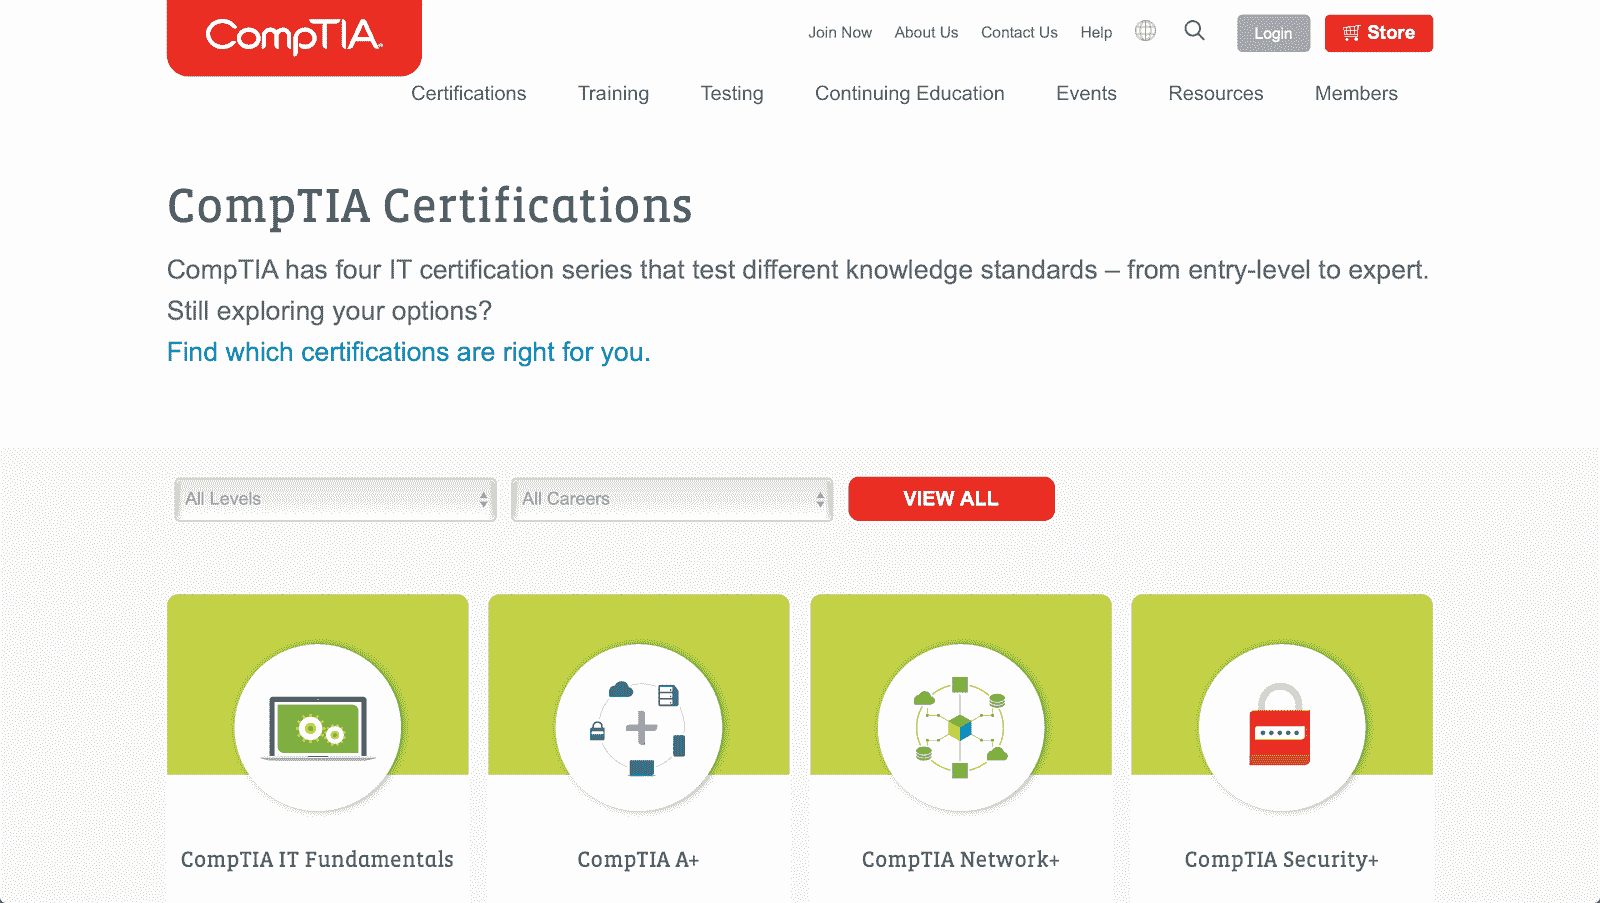 CompTIA.
Join Now About Us Contact Us Help Login Store
Certifications Training Testing Continuing Education Events Resources Members
CompTIA Certifications
CompTIA has four IT certification series that test different knowledge standards – from entry-level to expert.
Still exploring your options?
Find which certifications are right for you.
All Levels All Careers VIEW ALL
CompTIA IT Fundamentals CompTIA A+ CompTIA Network+ CompTIA Security+